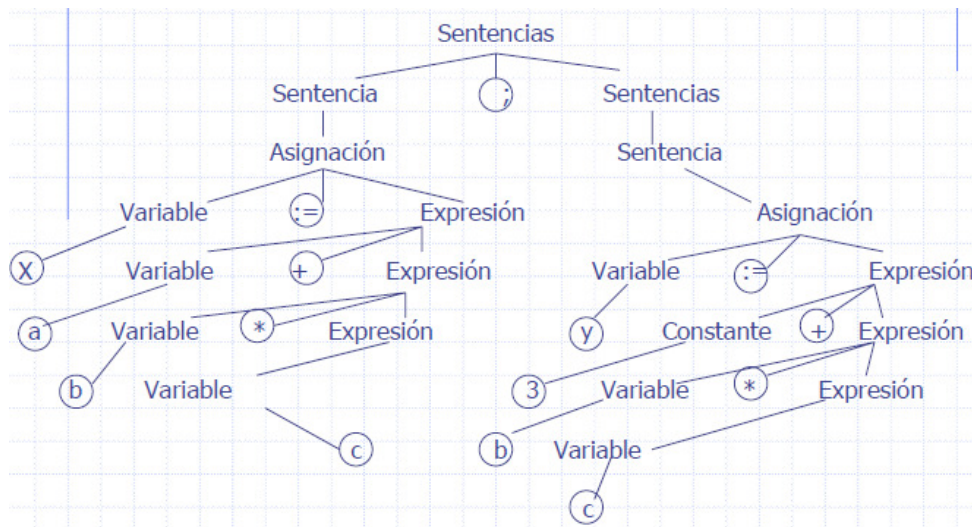 Sentencias
Sentencia ; Sentencias
Asignación Sentencia
Variable := Expresión Asignación
X Variable + Expresión Variable := Expresión
a Variable * Expresión y Constante + Expresión
b Variable 3 Variable * Expresión
c b Variable
c